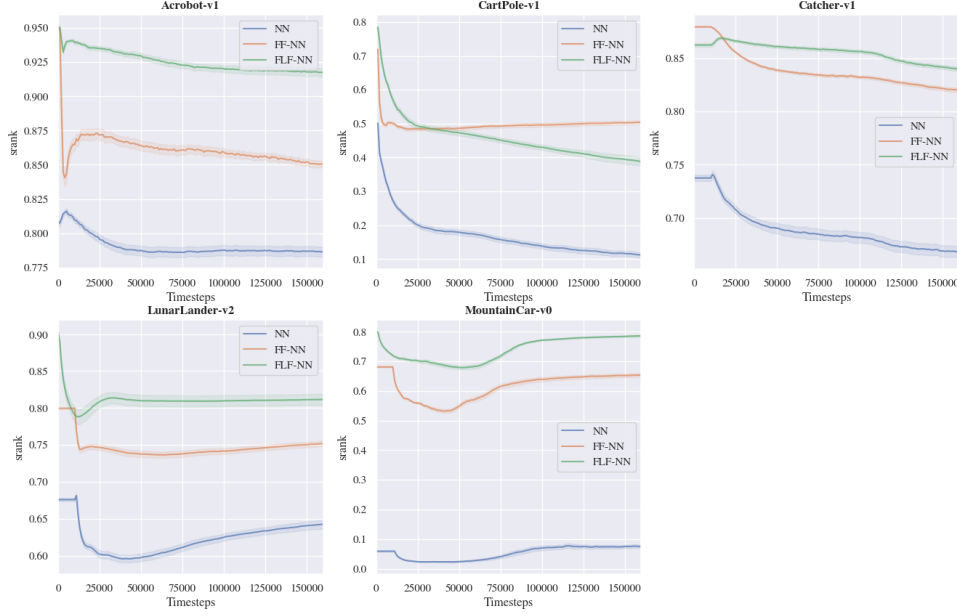 Acrobot-v1
CartPole-v1
Catcher-v1
srank
0.950
0.925
0.900
0.875
0.850
0.825
0.800
0.775
NN
FF-NN
FLF-NN
0 25000 50000 75000 100000 125000 150000
Timesteps
srank
0.8
0.7
0.6
0.5
0.4
0.3
0.2
0.1
NN
FF-NN
FLF-NN
0 25000 50000 75000 100000 125000 150000
Timesteps
srank
0.85
0.80
0.75
0.70
NN
FF-NN
FLF-NN
0 25000 50000 75000 100000 125000 150000
Timesteps
LunarLander-v2
MountainCar-v0
srank
0.90
0.85
0.80
0.75
0.70
0.65
0.60
NN
FF-NN
FLF-NN
0 25000 50000 75000 100000 125000 150000
Timesteps
srank
0.8
0.7
0.6
0.5
0.4
0.3
0.2
0.1
0.0
NN
FF-NN
FLF-NN
0 25000 50000 75000 100000 125000 150000
Timesteps